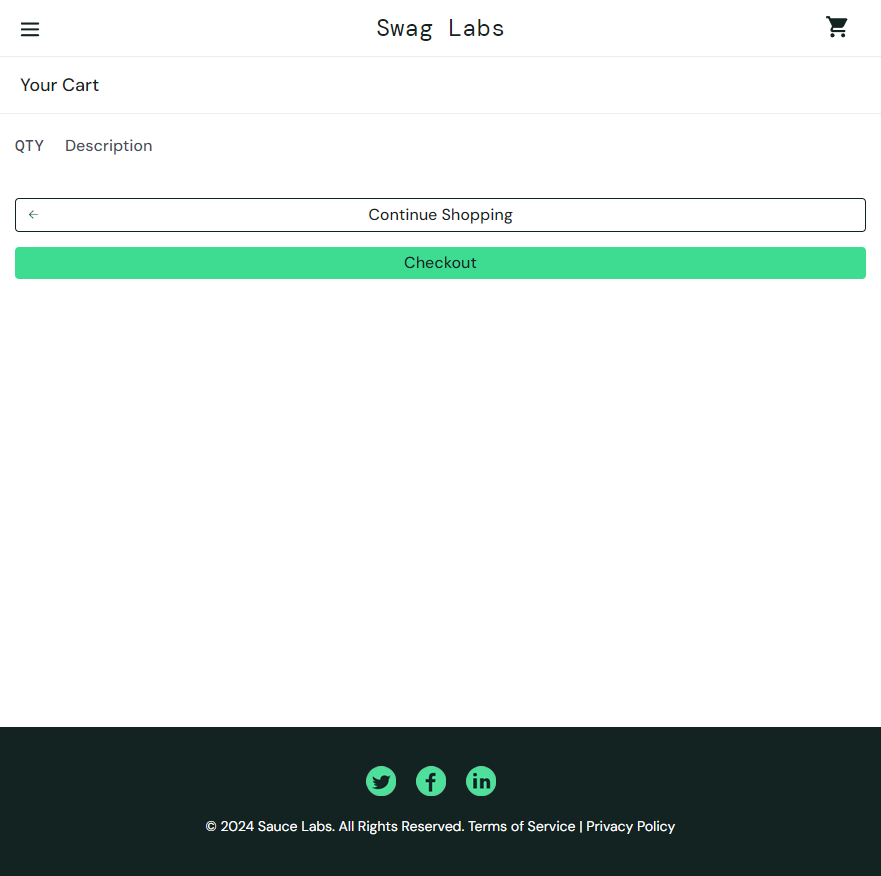 Swag Labs
Your Cart
QTY Description
Continue Shopping
Checkout
© 2024 Sauce Labs. All Rights Reserved. Terms of Service | Privacy Policy